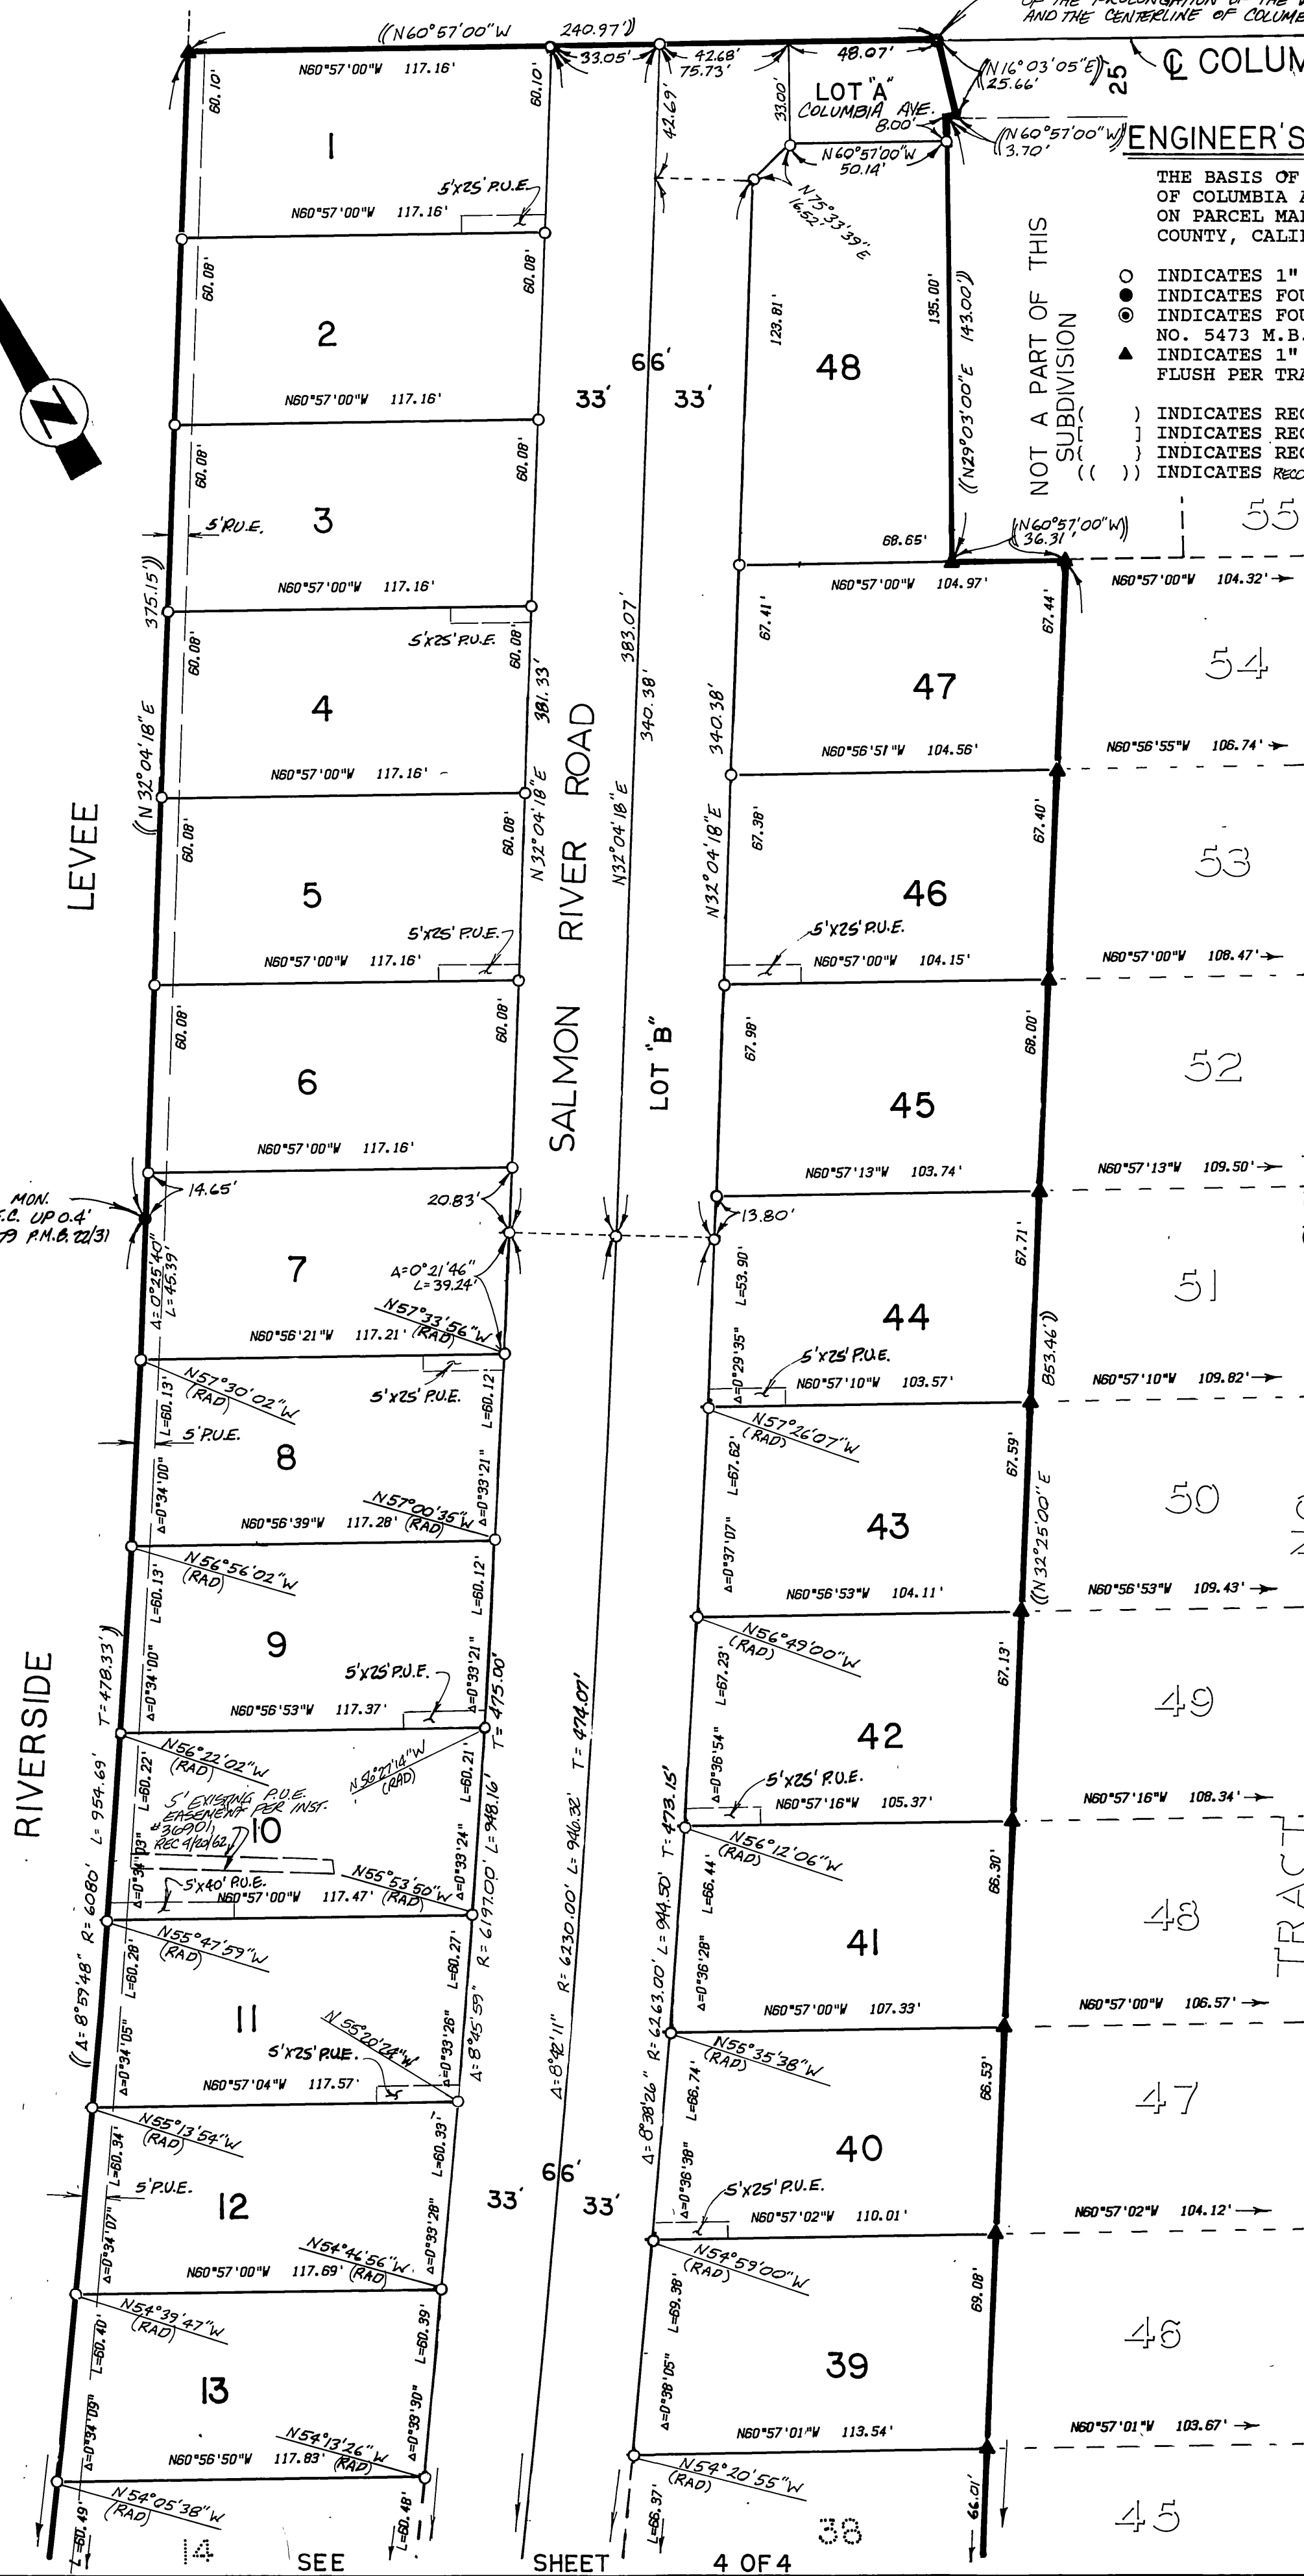 OF THE PROLONGATION OF THE
AND THE CENTERLINE OF COLUMB
((N60°57'00"W 240.97'))
33.05'
42.68'
75.73'
48.07'
℄ COLUM
25
((N16°03'05"E))
25.66'
((N60°57'00"W))
3.70'
LOT "A"
COLUMBIA AVE.
8.00'
33.00'
N60°57'00"W
50.14'
N75°33'39"E
16.52'
42.69'
ENGINEER'S
THE BASIS OF
OF COLUMBIA A
ON PARCEL MAP
COUNTY, CALIF
○ INDICATES 1"
● INDICATES FOU
◉ INDICATES FOU
NO. 5473 M.B.
▲ INDICATES 1"
FLUSH PER TRA
( ) INDICATES REC
[ ] INDICATES REC
{ } INDICATES REC
(( )) INDICATES RECO
NOT A PART OF THIS
SUBDIVISION
N
N60°57'00"W 117.16'
60.10'
60.10'
1
5'X25' P.U.E.
N60°57'00"W 117.16'
60.08'
60.08'
2
N60°57'00"W 117.16'
60.08'
60.08'
3
5' P.U.E.
N60°57'00"W 117.16'
5'X25' P.U.E.
60.08'
60.08'
4
N60°57'00"W 117.16'
60.08'
60.08'
5
5'X25' P.U.E.
N60°57'00"W 117.16'
60.08'
60.08'
6
N60°57'00"W 117.16'
((N32°04'18"E 375.15'))
LEVEE
RIVERSIDE
N32°04'18"E 381.33'
SALMON RIVER ROAD
N32°04'18"E 340.38'
383.07'
LOT "B"
N32°04'18"E 340.38'
66'
33'
33'
123.81'
48
135.00'
((N29°03'00"E 143.00'))
((N60°57'00"W))
36.31'
68.65'
N60°57'00"W 104.97'
67.41'
67.44'
47
N60°56'51"W 104.56'
67.38'
67.40'
46
5'X25' P.U.E.
N60°57'00"W 104.15'
67.98'
68.00'
45
N60°57'13"W 103.74'
13.80'
L=53.90'
Δ=0°29'35"
67.71'
44
5'X25' P.U.E.
N60°57'10"W 103.57'
N57°26'07"W
(RAD)
L=67.62'
Δ=0°37'07"
67.59'
43
N60°56'53"W 104.11'
N56°49'00"W
(RAD)
L=67.23'
Δ=0°36'54"
67.13'
42
5'X25' P.U.E.
N60°57'16"W 105.37'
N56°12'06"W
(RAD)
L=66.44'
Δ=0°36'28"
66.30'
41
N60°57'00"W 107.33'
N55°35'38"W
(RAD)
L=66.74'
Δ=0°36'38"
66.53'
40
5'X25' P.U.E.
N60°57'02"W 110.01'
N54°59'00"W
(RAD)
L=69.38'
Δ=0°38'05"
69.08'
39
N60°57'01"W 113.54'
N54°20'55"W
(RAD)
L=66.37'
66.01'
38
((N32°25'00"E 853.46'))
55
N60°57'00"W 104.32'
54
N60°56'55"W 106.74'
53
N60°57'00"W 108.47'
52
N60°57'13"W 109.50'
51
N60°57'10"W 109.82'
50
N60°56'53"W 109.43'
49
N60°57'16"W 108.34'
48
TRACT
N60°57'00"W 106.57'
47
N60°57'02"W 104.12'
46
N60°57'01"W 103.67'
45
MON.
F.C. UP 0.4'
79 P.M.B. 22/31
14.65'
20.83'
Δ=0°25'40"
L=45.39'
7
Δ=0°21'46"
L=39.24'
N57°33'56"W
(RAD)
N60°56'21"W 117.21'
5'X25' P.U.E.
N57°30'02"W
(RAD)
L=60.13'
L=60.12'
5' P.U.E.
8
Δ=0°34'00"
Δ=0°33'21"
N57°00'35"W
(RAD)
N60°56'39"W 117.28'
N56°56'02"W
(RAD)
L=60.13'
L=60.12'
9
Δ=0°34'00"
Δ=0°33'21"
5'X25' P.U.E.
N60°56'53"W 117.37'
N56°22'02"W
(RAD)
N56°27'14"W
(RAD)
L=60.22'
L=60.21'
5' EXISTING P.U.E.
EASEMENT PER INST.
#36901,
REC 4/20/62
10
Δ=0°34'03"
Δ=0°33'24"
5'X40' P.U.E.
N55°53'50"W
(RAD)
N60°57'00"W 117.47'
N55°47'59"W
(RAD)
L=60.28'
L=60.27'
11
Δ=0°34'05"
Δ=0°33'26"
N55°20'24"W
5'X25' P.U.E.
N60°57'04"W 117.57'
N55°13'54"W
(RAD)
L=60.34'
L=60.33'
5' P.U.E.
12
Δ=0°34'07"
Δ=0°33'28"
N54°46'56"W
(RAD)
N60°57'00"W 117.69'
N54°39'47"W
(RAD)
L=60.40'
L=60.39'
13
Δ=0°34'09"
Δ=0°33'30"
N54°13'26"W
(RAD)
N60°56'50"W 117.83'
N54°05'38"W
(RAD)
L=60.49'
L=60.48'
14
((Δ=8°59'48" R=6080' L=954.69' T=478.33'))
Δ=8°45'59" R=6197.00' L=948.16' T=475.00'
Δ=8°42'11" R=6230.00' L=946.32' T=474.07'
Δ=8°38'26" R=6263.00' L=944.50' T=473.15'
66'
33'
33'
SEE SHEET 4 OF 4